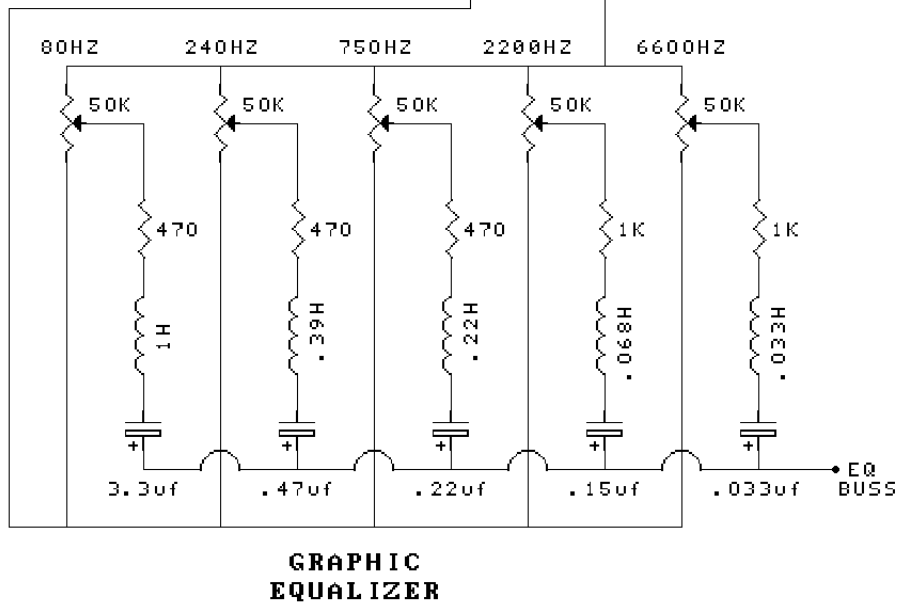 80HZ 240HZ 750HZ 2200HZ 6600HZ
50K 50K 50K 50K 50K
470 470 470 1K 1K
1H .39H .22H .068H .033H
+ + + + +
EQ
3.3uf .47uf .22uf .15uf .033uf BUSS
GRAPHIC
EQUALIZER